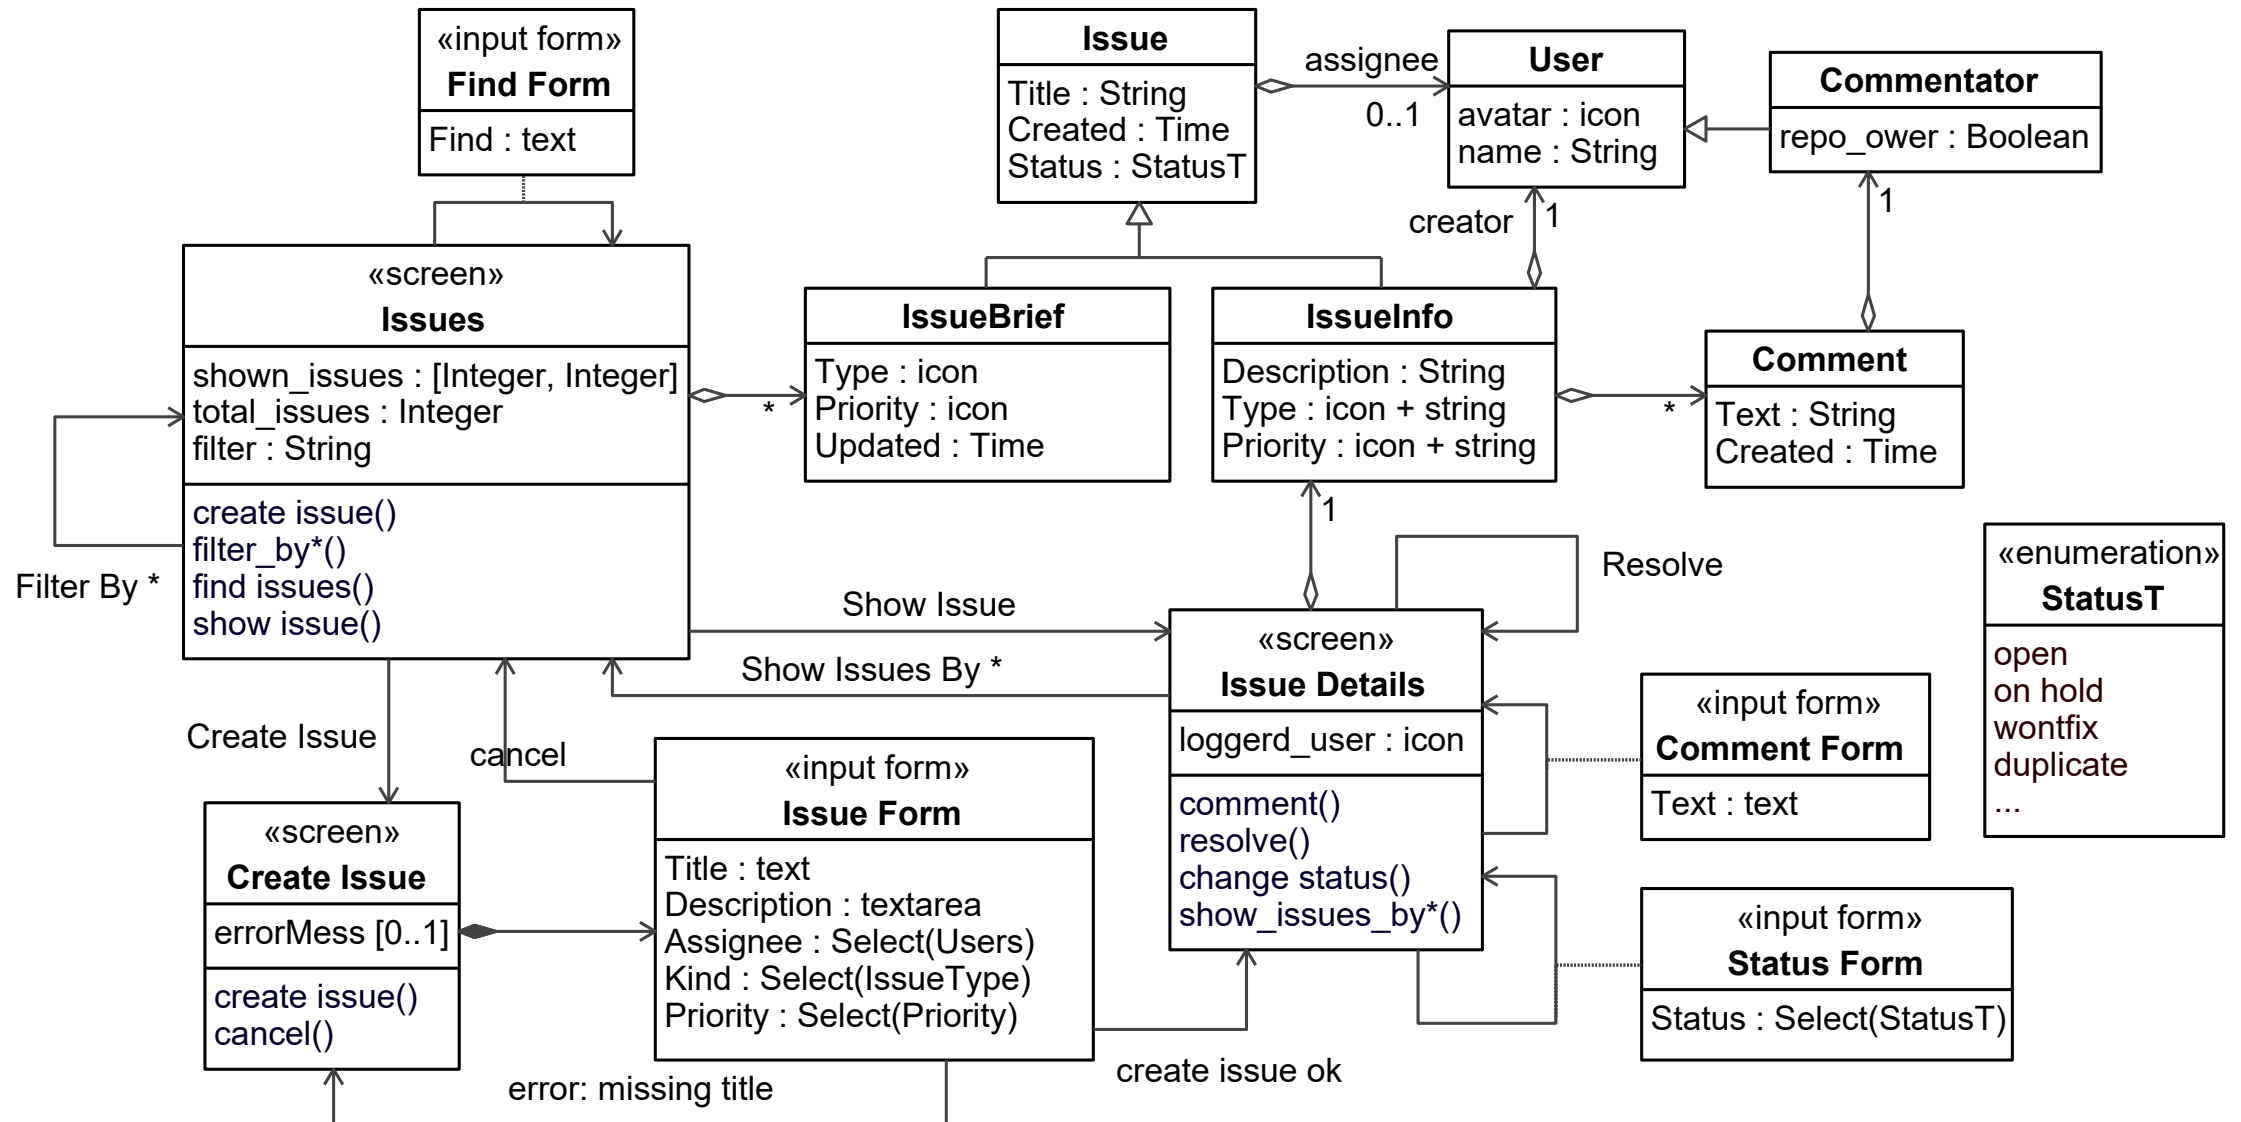 «input form»
Find Form
Find : text
Issue
Title : String
Created : Time
Status : StatusT
assignee
0..1
User
avatar : icon
name : String
Commentator
repo_ower : Boolean
creator
1
1
«screen»
Issues
shown_issues : [Integer, Integer]
total_issues : Integer
filter : String
create issue()
filter_by*()
find issues()
show issue()
Filter By *
*
IssueBrief
Type : icon
Priority : icon
Updated : Time
IssueInfo
Description : String
Type : icon + string
Priority : icon + string
*
Comment
Text : String
Created : Time
1
Resolve
«enumeration»
StatusT
open
on hold
wontfix
duplicate
...
Show Issue
Show Issues By *
«screen»
Issue Details
loggerd_user : icon
comment()
resolve()
change status()
show_issues_by*()
«input form»
Comment Form
Text : text
Create Issue
cancel
«input form»
Issue Form
Title : text
Description : textarea
Assignee : Select(Users)
Kind : Select(IssueType)
Priority : Select(Priority)
«screen»
Create Issue
errorMess [0..1]
create issue()
cancel()
«input form»
Status Form
Status : Select(StatusT)
error: missing title
create issue ok